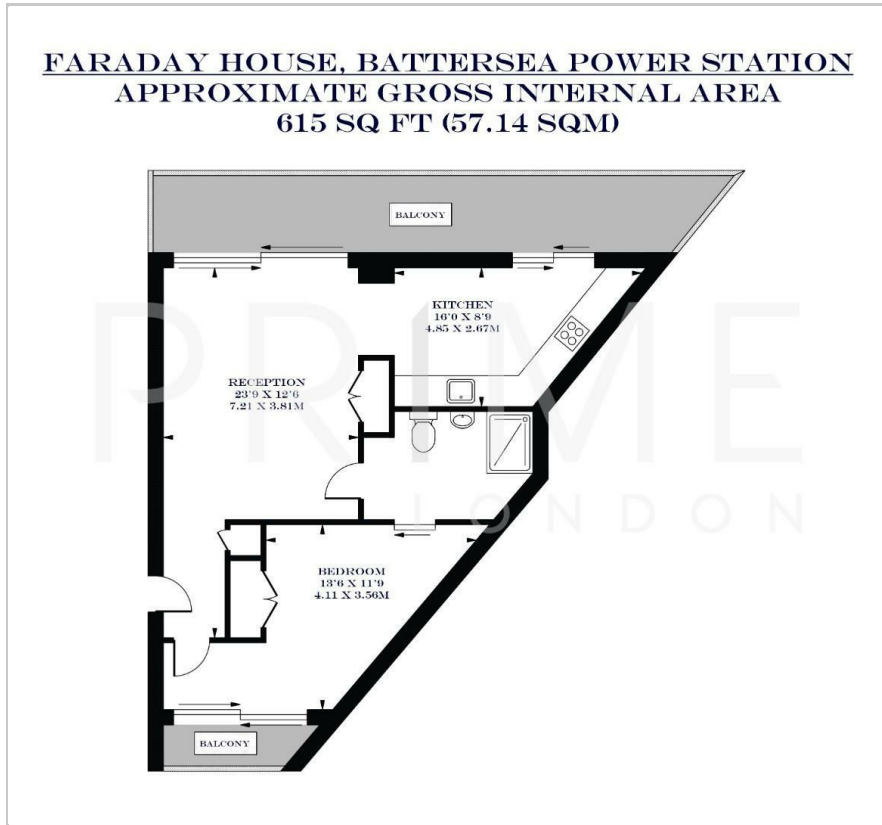 FARADAY HOUSE, BATTERSEA POWER STATION
APPROXIMATE GROSS INTERNAL AREA
615 SQ FT (57.14 SQM)
BALCONY
KITCHEN
16'0 X 8'9
4.85 X 2.67M
RECEPTION
23'9 X 12'6
7.21 X 3.81M
PRIME
LONDON
BEDROOM
13'6 X 11'9
4.11 X 3.56M
BALCONY